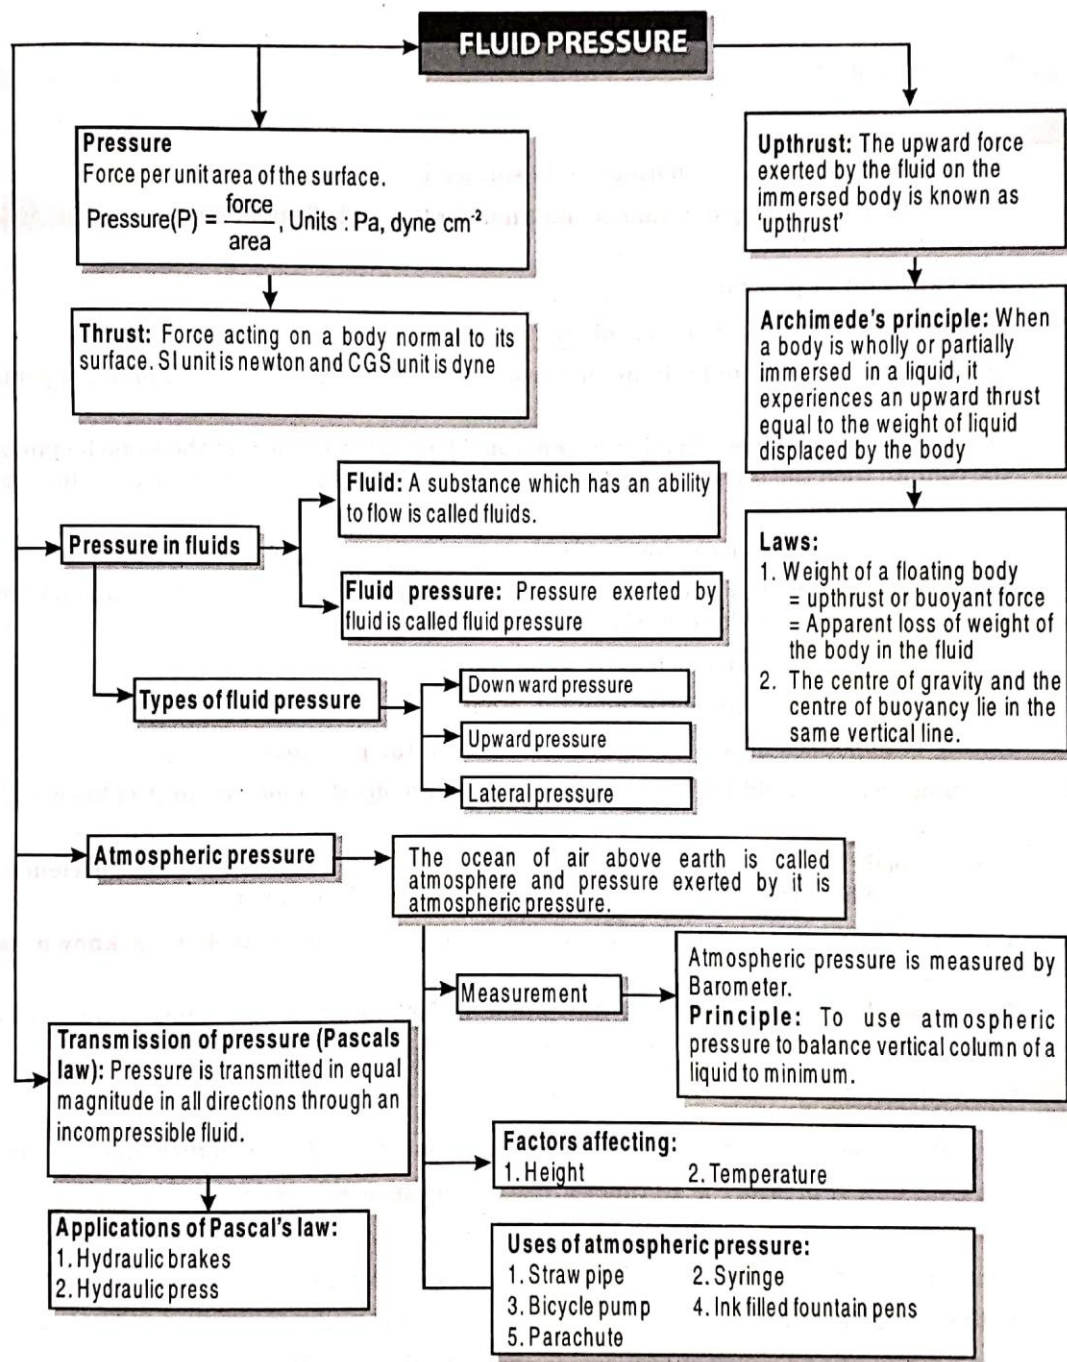 FLUID PRESSURE
Pressure
Force per unit area of the surface.
Pressure(P) = force/area, Units : Pa, dyne cm⁻²
Thrust: Force acting on a body normal to its
surface. SI unit is newton and CGS unit is dyne
Upthrust: The upward force
exerted by the fluid on the
immersed body is known as
'upthrust'
Archimede's principle: When
a body is wholly or partially
immersed in a liquid, it
experiences an upward thrust
equal to the weight of liquid
displaced by the body
Laws:
1. Weight of a floating body
= upthrust or buoyant force
= Apparent loss of weight of
the body in the fluid
2. The centre of gravity and the
centre of buoyancy lie in the
same vertical line.
Pressure in fluids
Fluid: A substance which has an ability
to flow is called fluids.
Fluid pressure: Pressure exerted by
fluid is called fluid pressure
Types of fluid pressure
Down ward pressure
Upward pressure
Lateral pressure
Atmospheric pressure
The ocean of air above earth is called
atmosphere and pressure exerted by it is
atmospheric pressure.
Measurement
Atmospheric pressure is measured by
Barometer.
Principle: To use atmospheric
pressure to balance vertical column of a
liquid to minimum.
Transmission of pressure (Pascals
law): Pressure is transmitted in equal
magnitude in all directions through an
incompressible fluid.
Applications of Pascal's law:
1. Hydraulic brakes
2. Hydraulic press
Factors affecting:
1. Height 2. Temperature
Uses of atmospheric pressure:
1. Straw pipe 2. Syringe
3. Bicycle pump 4. Ink filled fountain pens
5. Parachute